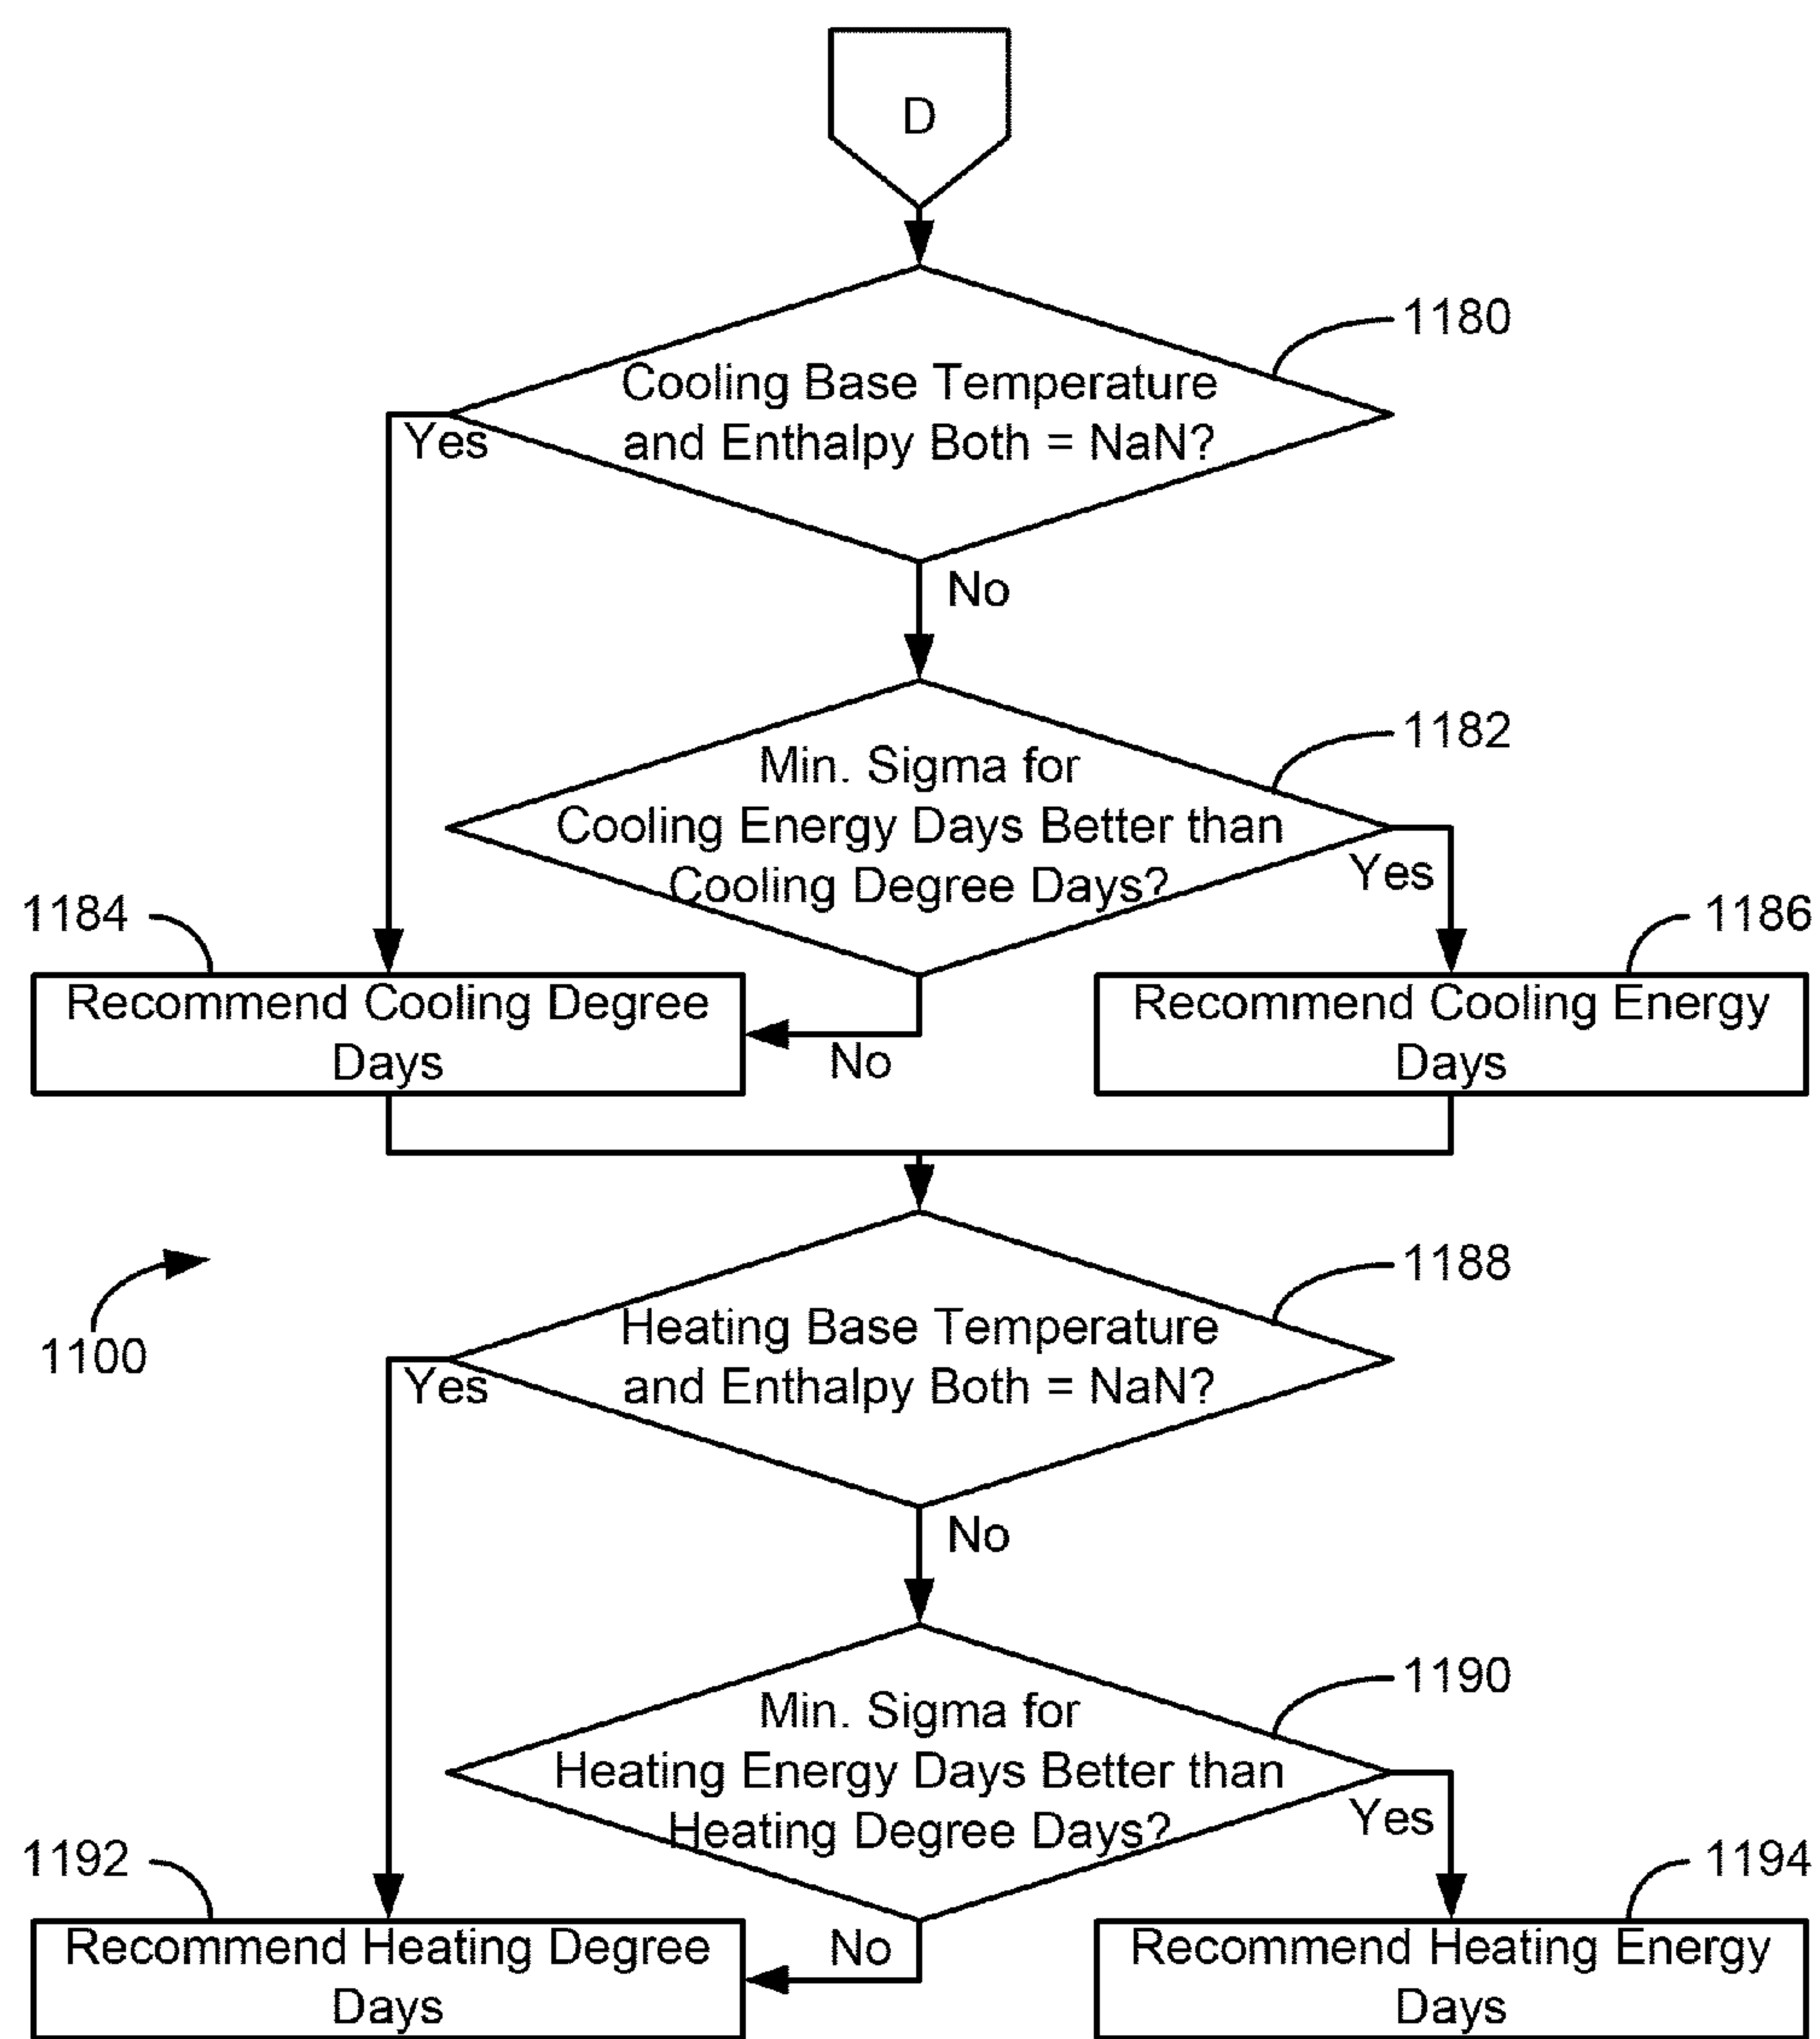 D
1180
Cooling Base Temperature
and Enthalpy Both = NaN?
Yes
No
1182
Min. Sigma for
Cooling Energy Days Better than
Cooling Degree Days?
Yes
1184
1186
Recommend Cooling Degree
Days
No
Recommend Cooling Energy
Days
1100
1188
Heating Base Temperature
and Enthalpy Both = NaN?
Yes
No
1190
Min. Sigma for
Heating Energy Days Better than
Heating Degree Days?
Yes
1192
1194
Recommend Heating Degree
Days
No
Recommend Heating Energy
Days